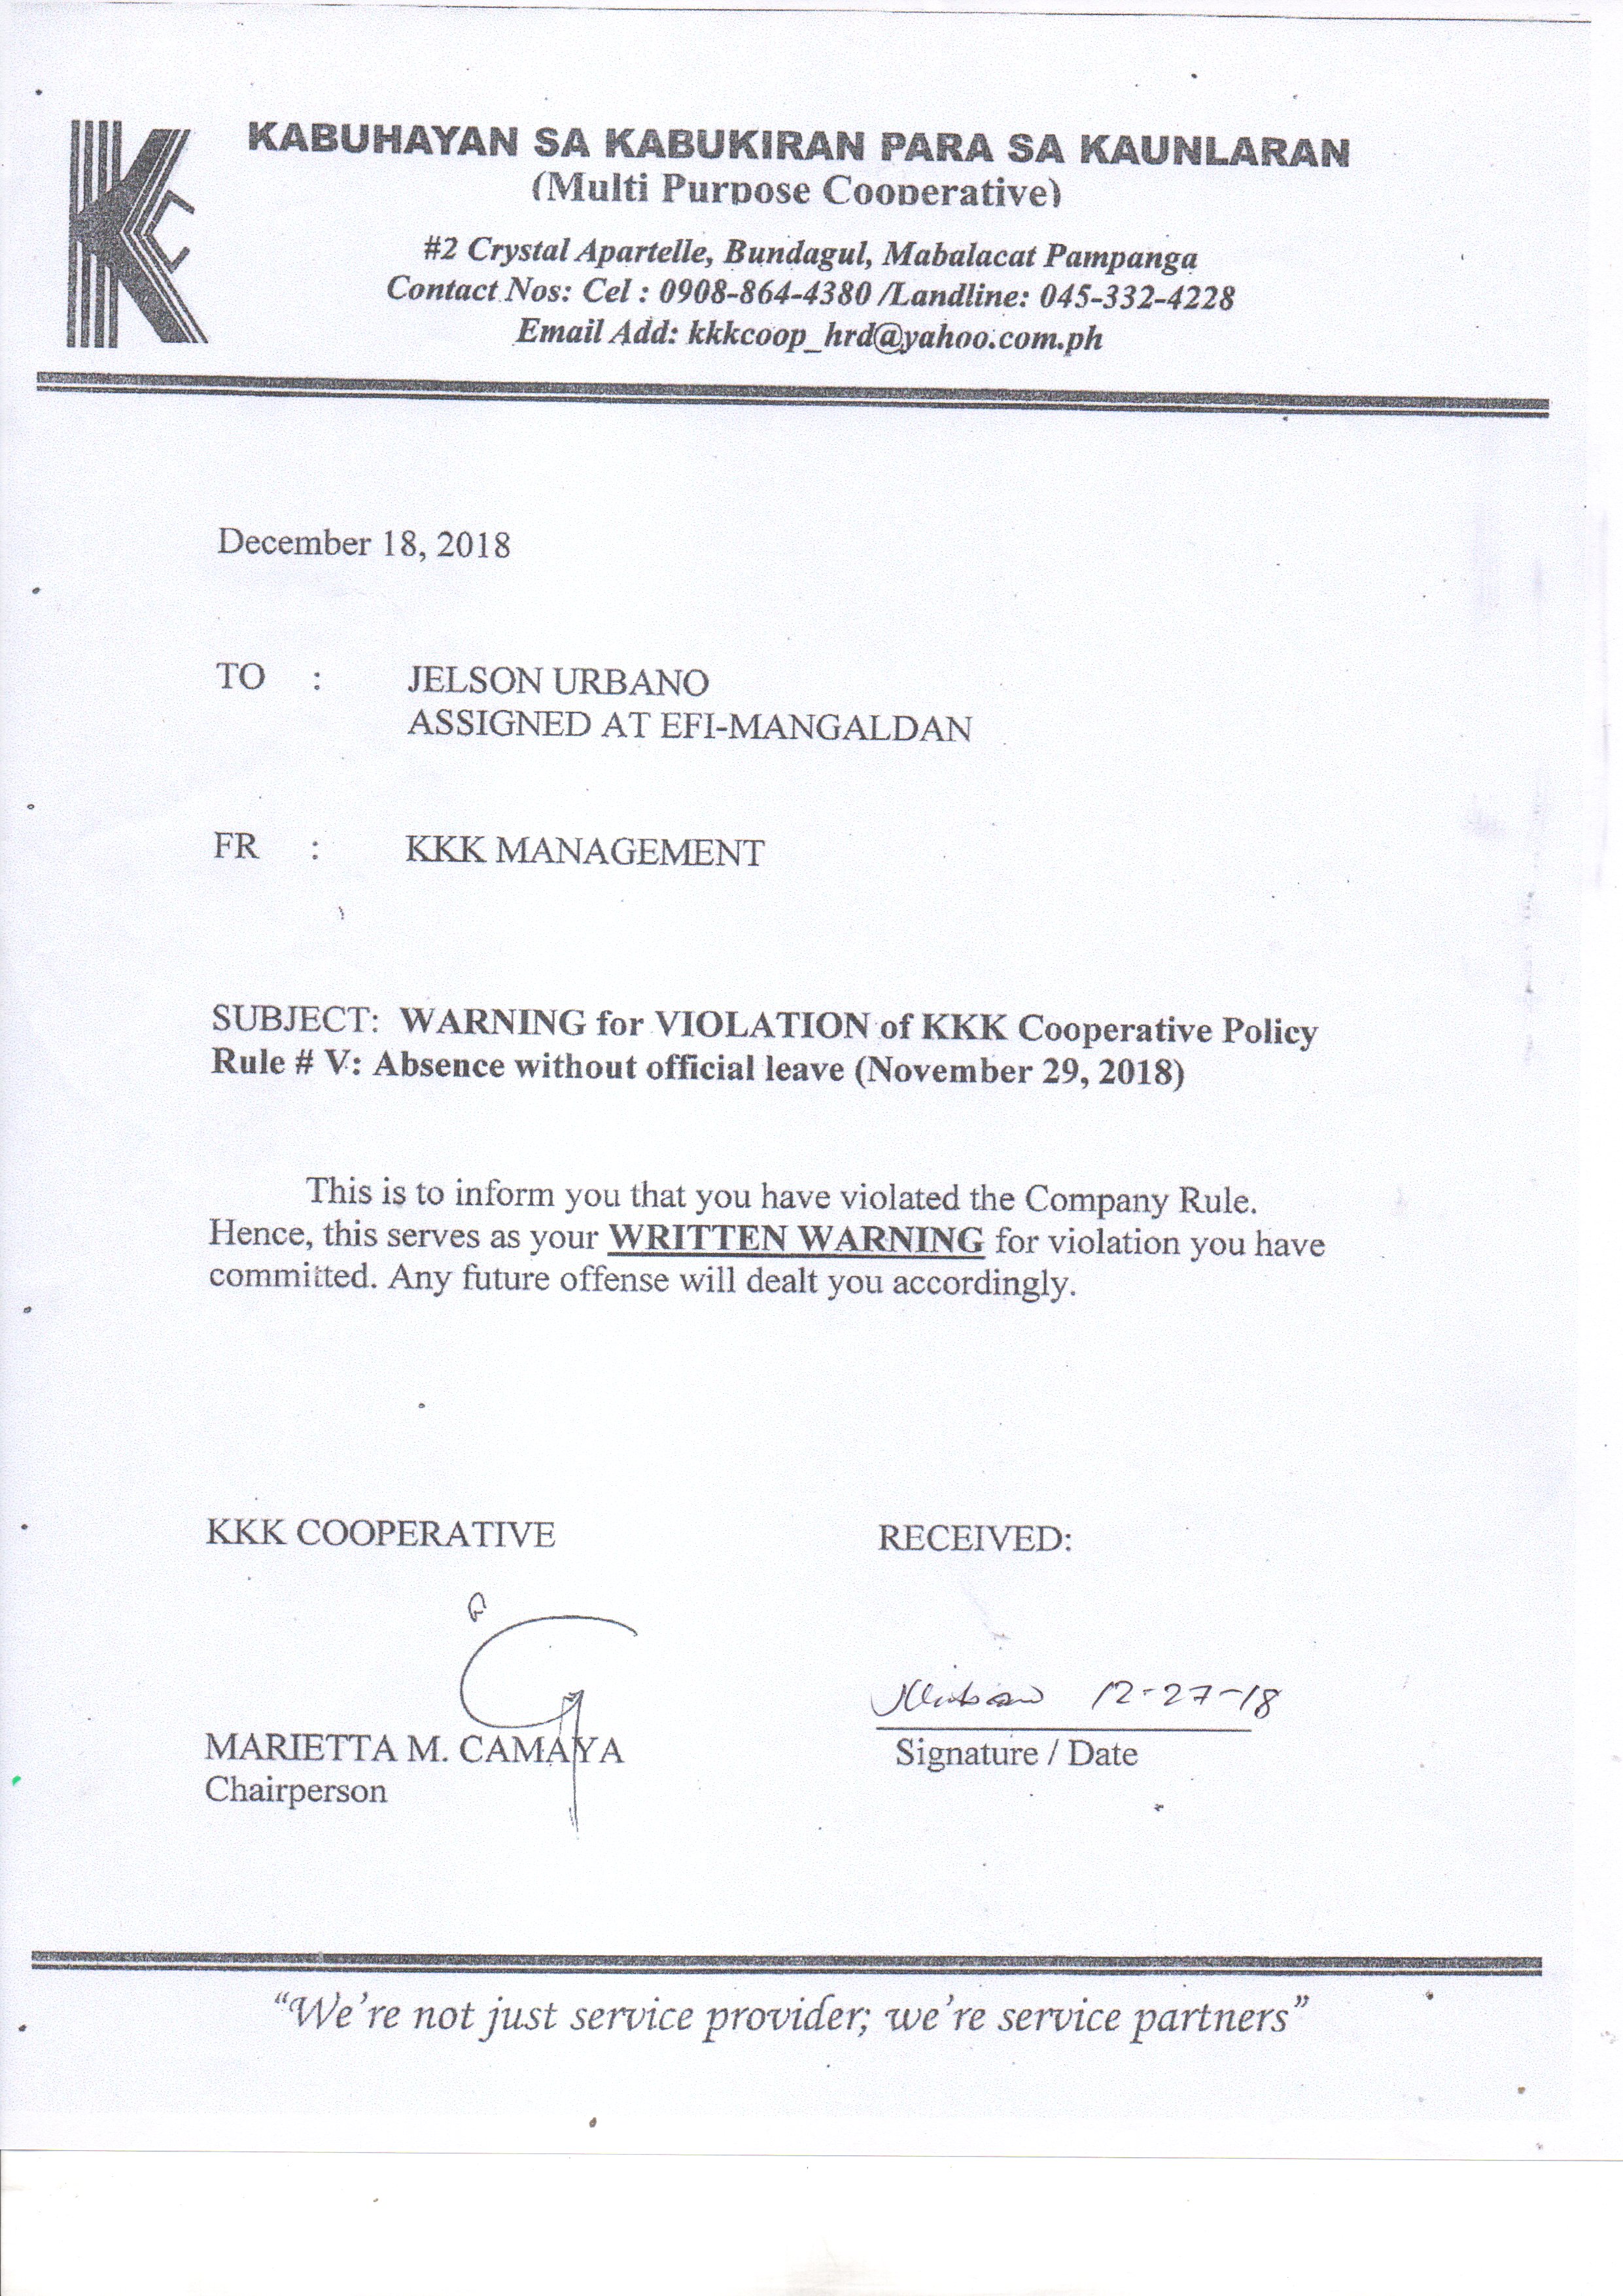 KABUHAYAN SA KABUKIRAN PARA SA KAUNLARAN
(Multi Purpose Cooperative)
#2 Crystal Apartelle, Bundagul, Mabalacat Pampanga
Contact Nos: Cel : 0908-864-4380 /Landline: 045-332-4228
Email Add: kkkcoop_hrd@yahoo.com.ph
December 18, 2018
TO : JELSON URBANO
ASSIGNED AT EFI-MANGALDAN
FR : KKK MANAGEMENT
SUBJECT: WARNING for VIOLATION of KKK Cooperative Policy
Rule # V: Absence without official leave (November 29, 2018)
This is to inform you that you have violated the Company Rule.
Hence, this serves as your WRITTEN WARNING for violation you have
committed. Any future offense will dealt you accordingly.
KKK COOPERATIVE RECEIVED:
12-27-18
MARIETTA M. CAMAYA Signature / Date
Chairperson
“We’re not just service provider; we’re service partners”